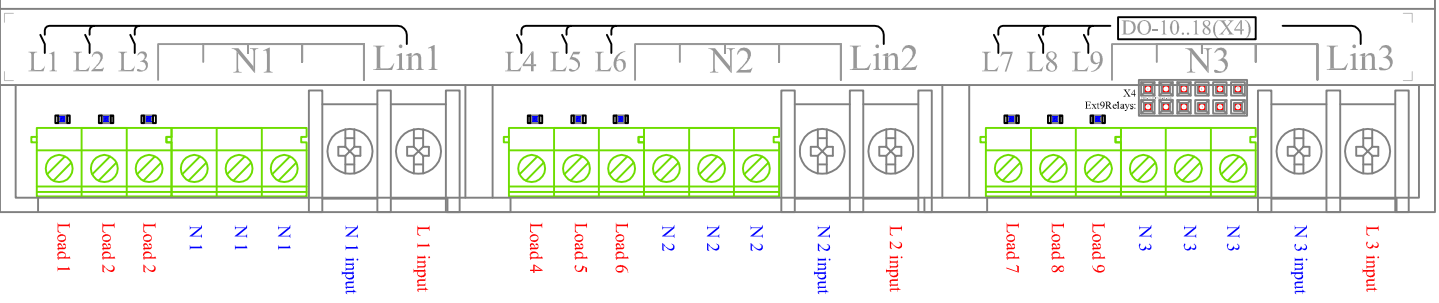 DO-10..18(X4)
L1 L2 L3 N1 Lin1 L4 L5 L6 N2 Lin2 L7 L8 L9 N3 Lin3
X4
Ext9Relays:
Load 1
Load 2
Load 2
N 1
N 1
N 1
N 1 input
L 1 input
Load 4
Load 5
Load 6
N 2
N 2
N 2
N 2 input
L 2 input
Load 7
Load 8
Load 9
N 3
N 3
N 3
N 3 input
L 3 input